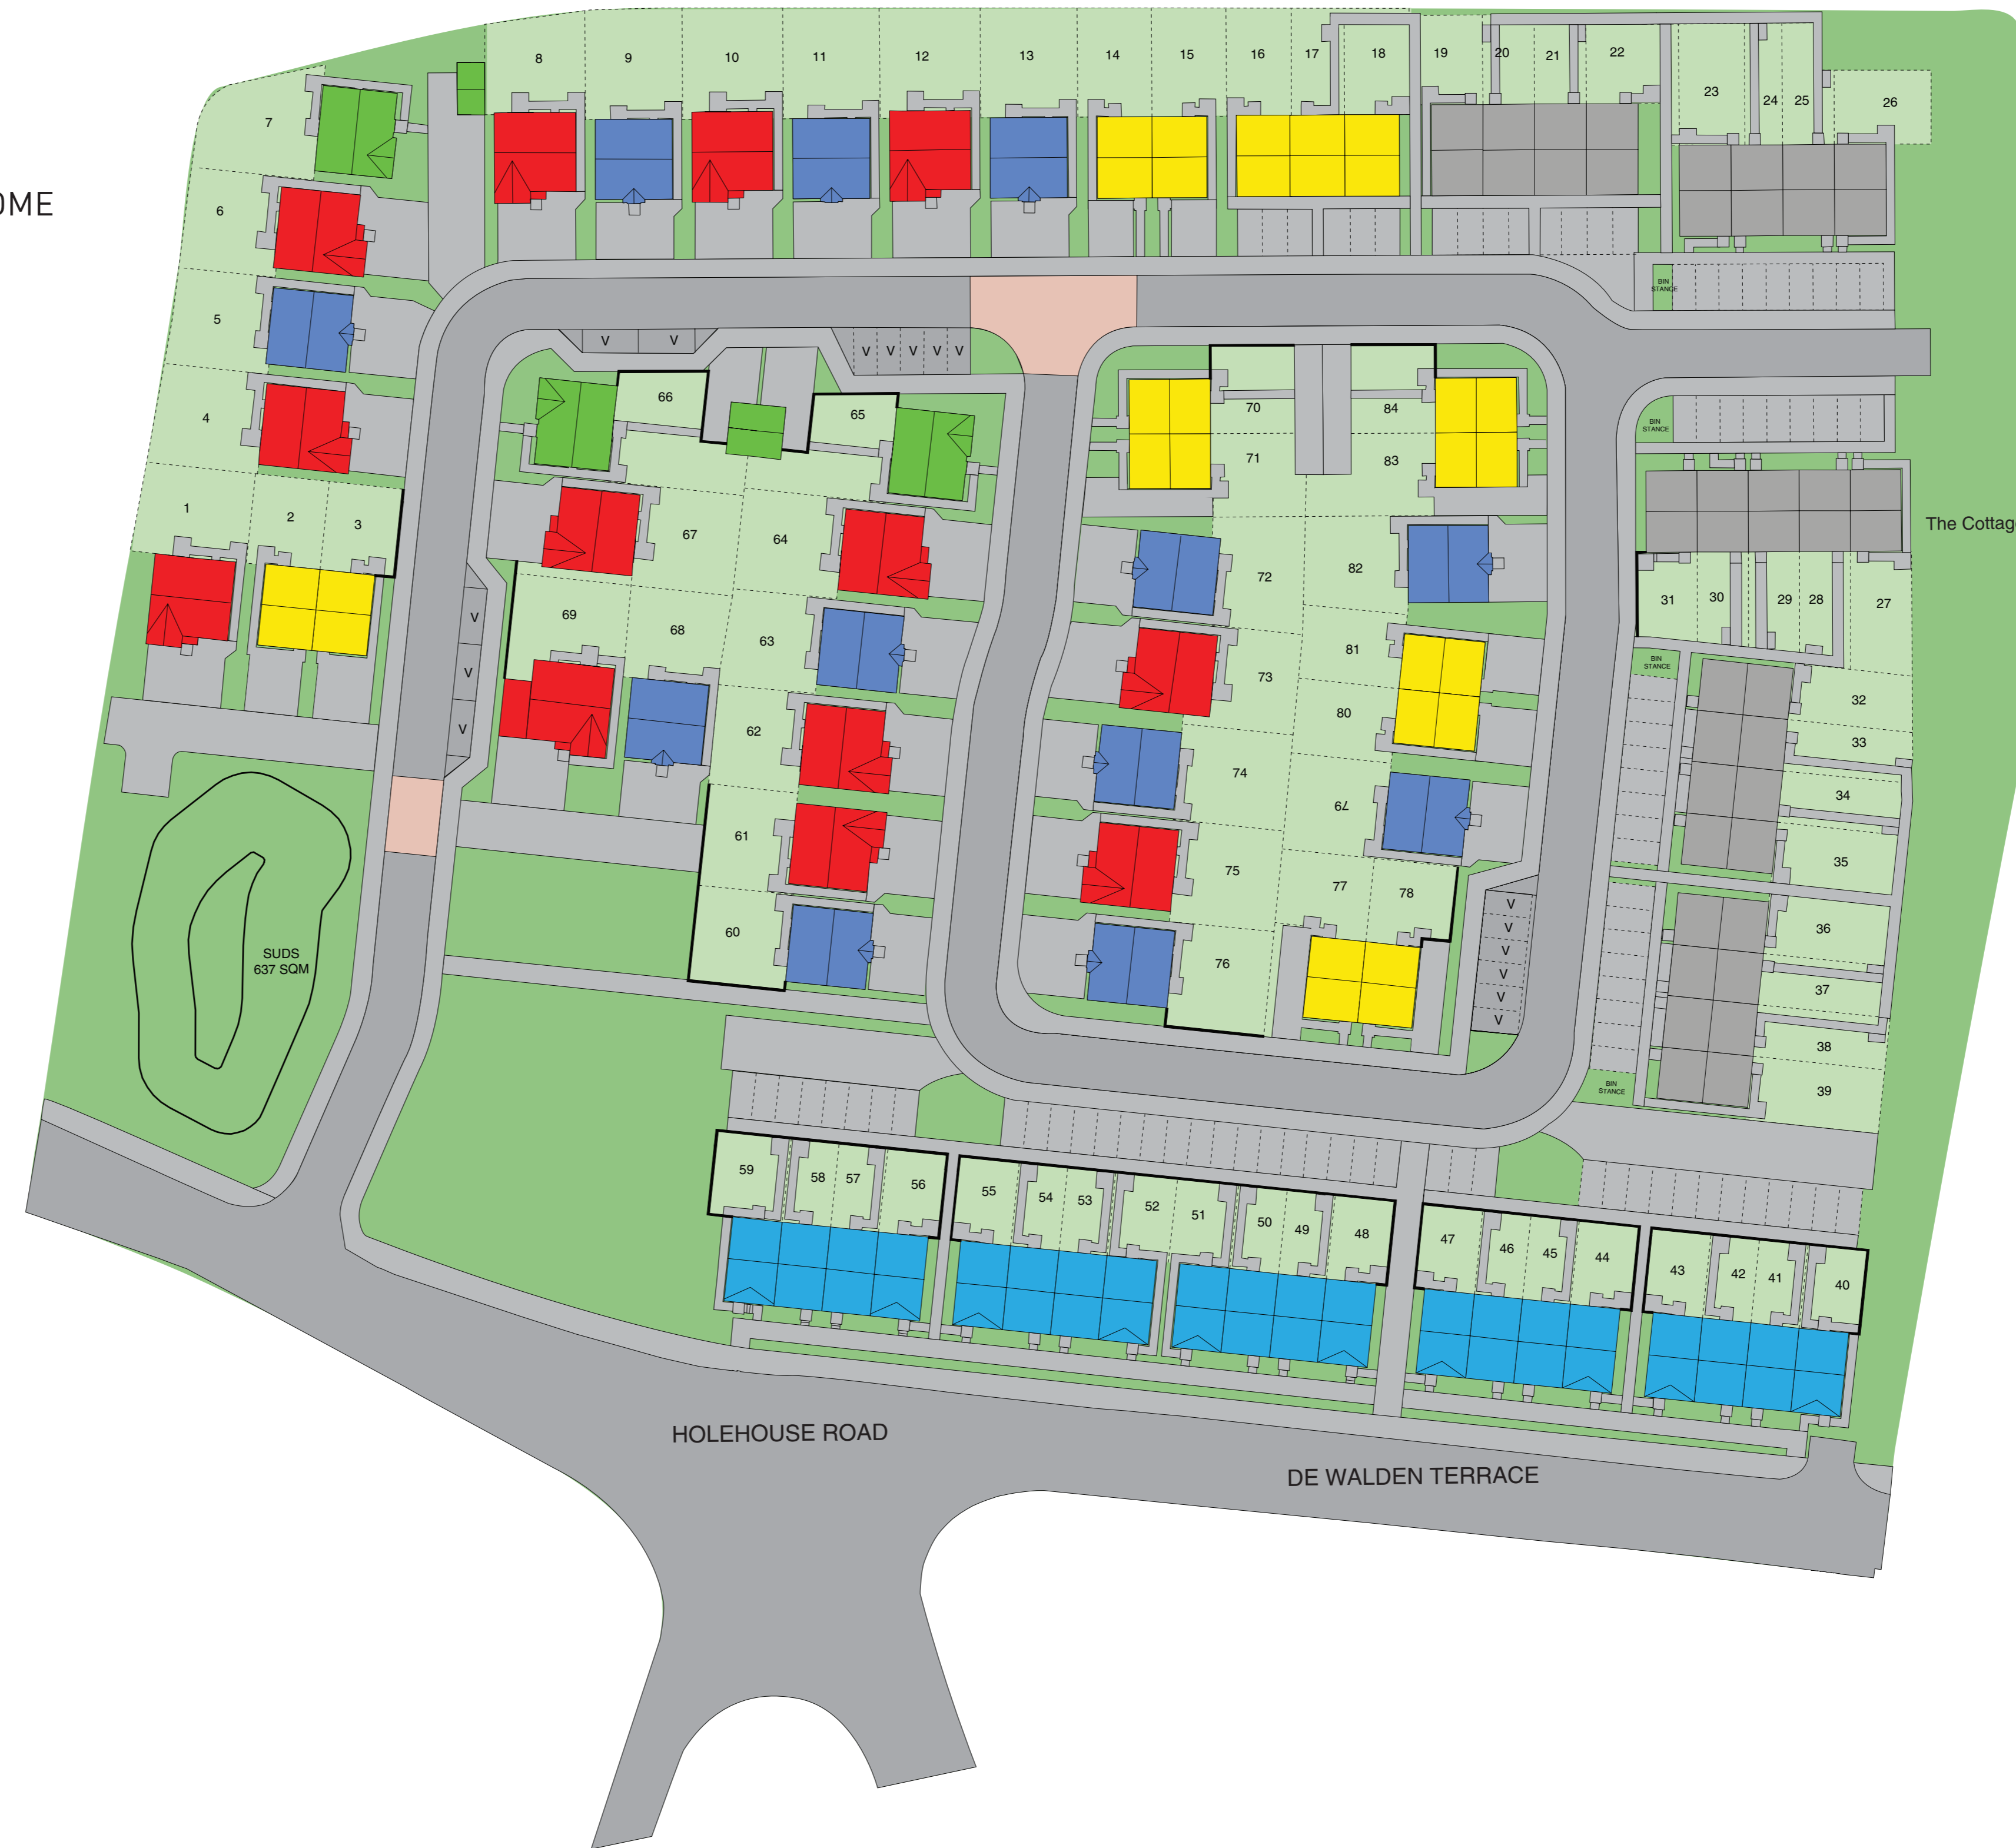 OME
8 9 10 11 12 13 14 15 16 17 18 19 20 21 22
23 24 25 26
7
6
5
4
1 2 3
BIN
STANCE
V V
V V V V V
66 65
70 84
71 83
BIN
STANCE
The Cottag
67 64
72 82
69 68 63
31 30 29 28 27
V
V
V
73 81
80
BIN
STANCE
32
33
34
35
62
74 79
61
75 77 78
60
76
V
V
V
V
V
V
36
37
38
39
BIN
STANCE
SUDS
637 SQM
59 58 57 56 55 54 53 52 51 50 49 48 47 46 45 44 43 42 41 40
HOLEHOUSE ROAD
DE WALDEN TERRACE